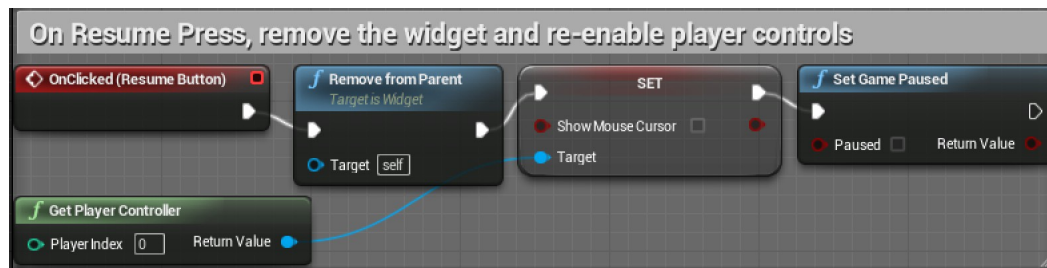 On Resume Press, remove the widget and re-enable player controls
OnClicked (Resume Button)
f Remove from Parent
Target is Widget
Target self
SET
Show Mouse Cursor
Target
f Set Game Paused
Paused Return Value
f Get Player Controller
Player Index 0 Return Value